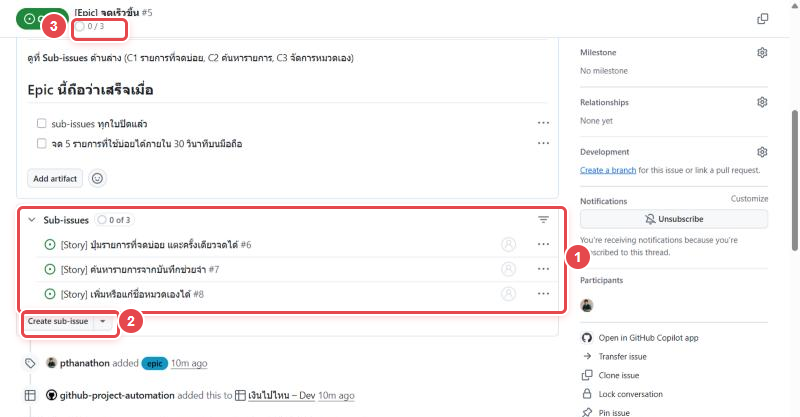 [Epic] จดเร็วขึ้น #5
3
0 / 3
ดูที่ Sub-issues ด้านล่าง (C1 รายการที่จดบ่อย, C2 ค้นหารายการ, C3 จัดการหมวดเอง)
Epic นี้ถือว่าเสร็จเมื่อ
sub-issues ทุกใบปิดแล้ว
จด 5 รายการที่ใช้บ่อยได้ภายใน 30 วินาทีบนมือถือ
Add artifact
Sub-issues 0 of 3
[Story] ปุ่มรายการที่จดบ่อย แตะครั้งเดียวจดได้ #6
[Story] ค้นหารายการจากบันทึกช่วยจำ #7
[Story] เพิ่มหรือแก้ชื่อหมวดเองได้ #8
1
Create sub-issue
2
pthanathon added epic 10m ago
github-project-automation added this to เงินไปไหน – Dev 10m ago
Milestone
No milestone
Relationships
None yet
Development
Create a branch for this issue or link a pull request.
Notifications Customize
Unsubscribe
You're receiving notifications because you're
subscribed to this thread.
Participants
Open in GitHub Copilot app
Transfer issue
Clone issue
Lock conversation
Pin issue